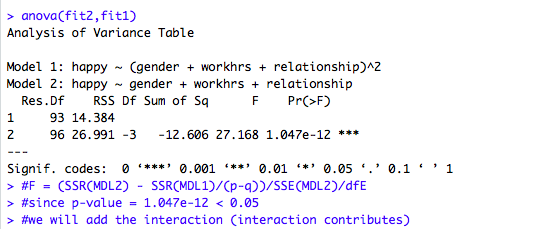 > anova(fit2,fit1)
Analysis of Variance Table

Model 1: happy ~ (gender + workhrs + relationship)^2
Model 2: happy ~ gender + workhrs + relationship
  Res.Df    RSS Df Sum of Sq      F    Pr(>F)
1     93 14.384
2     96 26.991 -3   -12.606 27.168 1.047e-12 ***
---
Signif. codes:  0 ‘***’ 0.001 ‘**’ 0.01 ‘*’ 0.05 ‘.’ 0.1 ‘ ’ 1
> #F = (SSR(MDL2) - SSR(MDL1)/(p-q))/SSE(MDL2)/dfE
> #since p-value = 1.047e-12 < 0.05
> #we will add the interaction (interaction contributes)